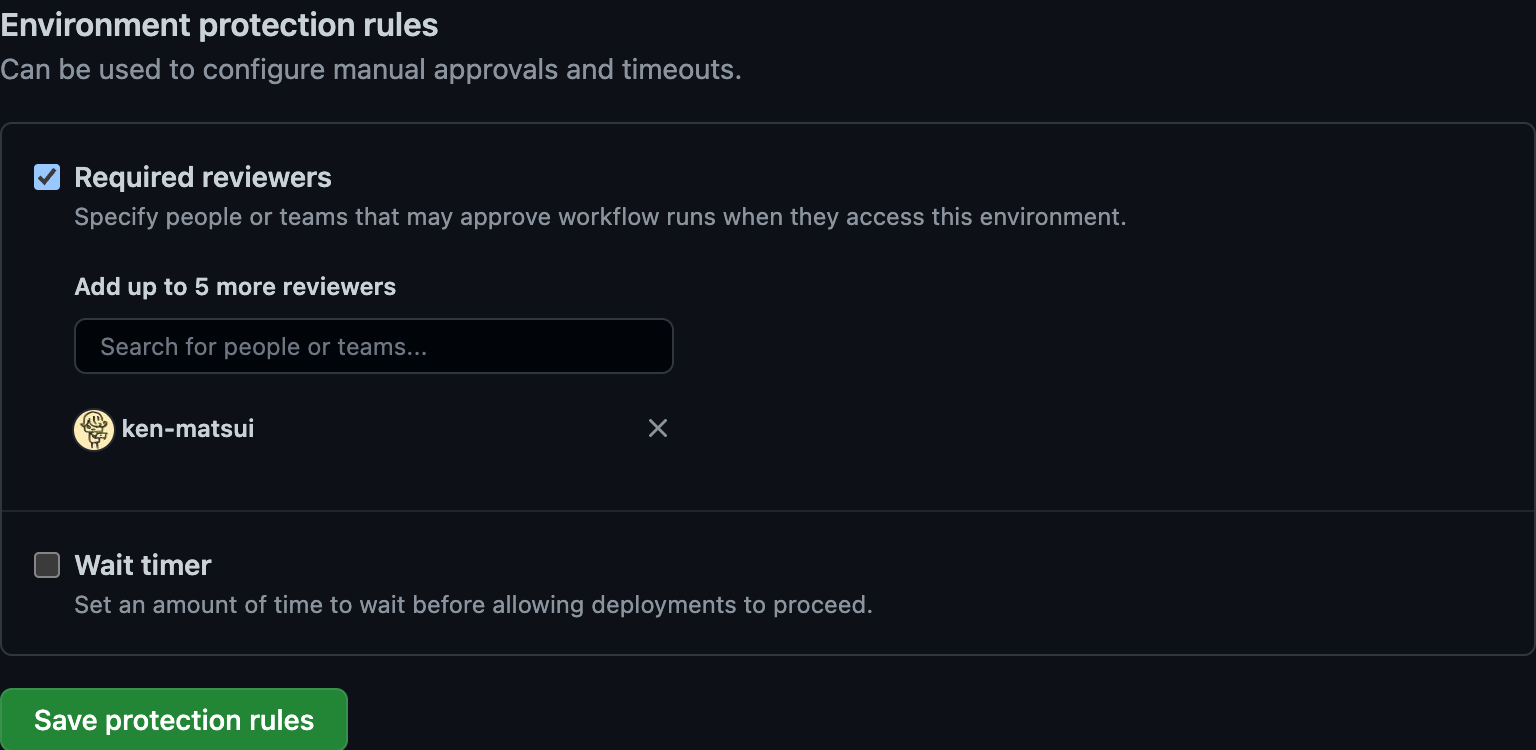 Environment protection rules
Can be used to configure manual approvals and timeouts.
Required reviewers
Specify people or teams that may approve workflow runs when they access this environment.
Add up to 5 more reviewers
Search for people or teams...
ken-matsui
Wait timer
Set an amount of time to wait before allowing deployments to proceed.
Save protection rules